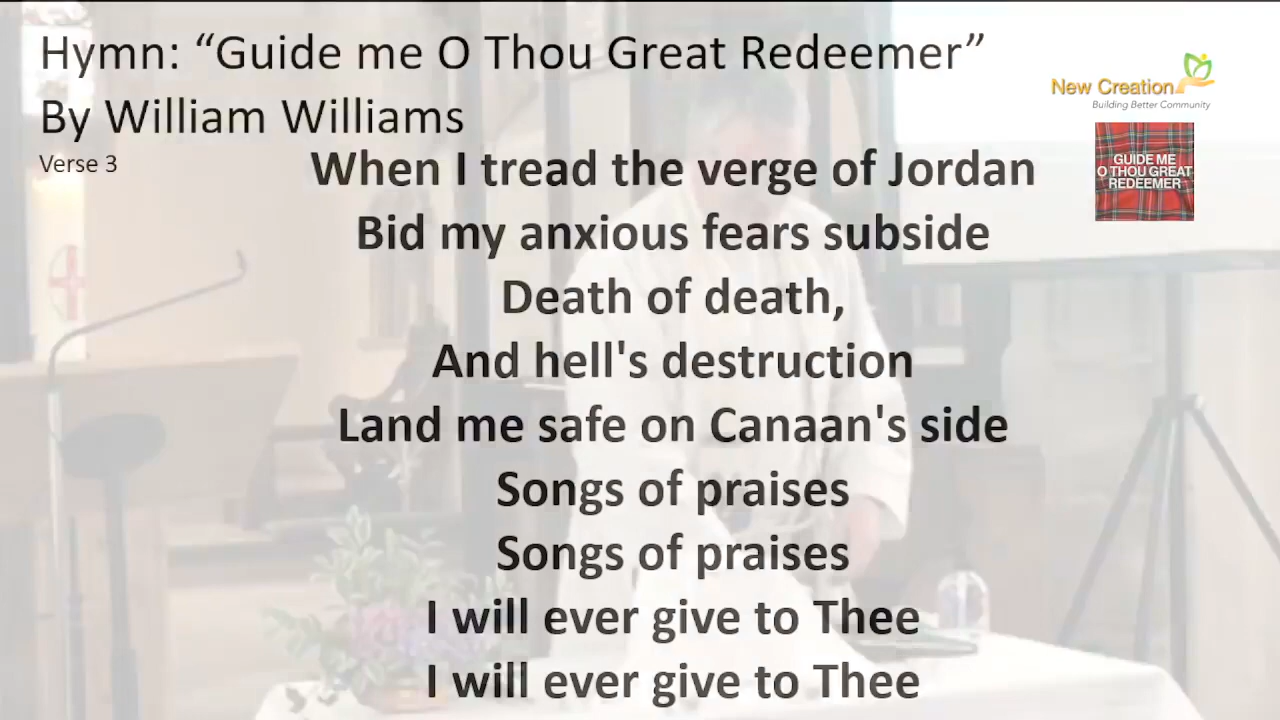 Hymn: “Guide me O Thou Great Redeemer”
By William Williams
Verse 3
When I tread the verge of Jordan
Bid my anxious fears subside
Death of death,
And hell's destruction
Land me safe on Canaan's side
Songs of praises
Songs of praises
I will ever give to Thee
I will ever give to Thee
New Creation
Building Better Community
GUIDE ME
O THOU GREAT
REDEEMER